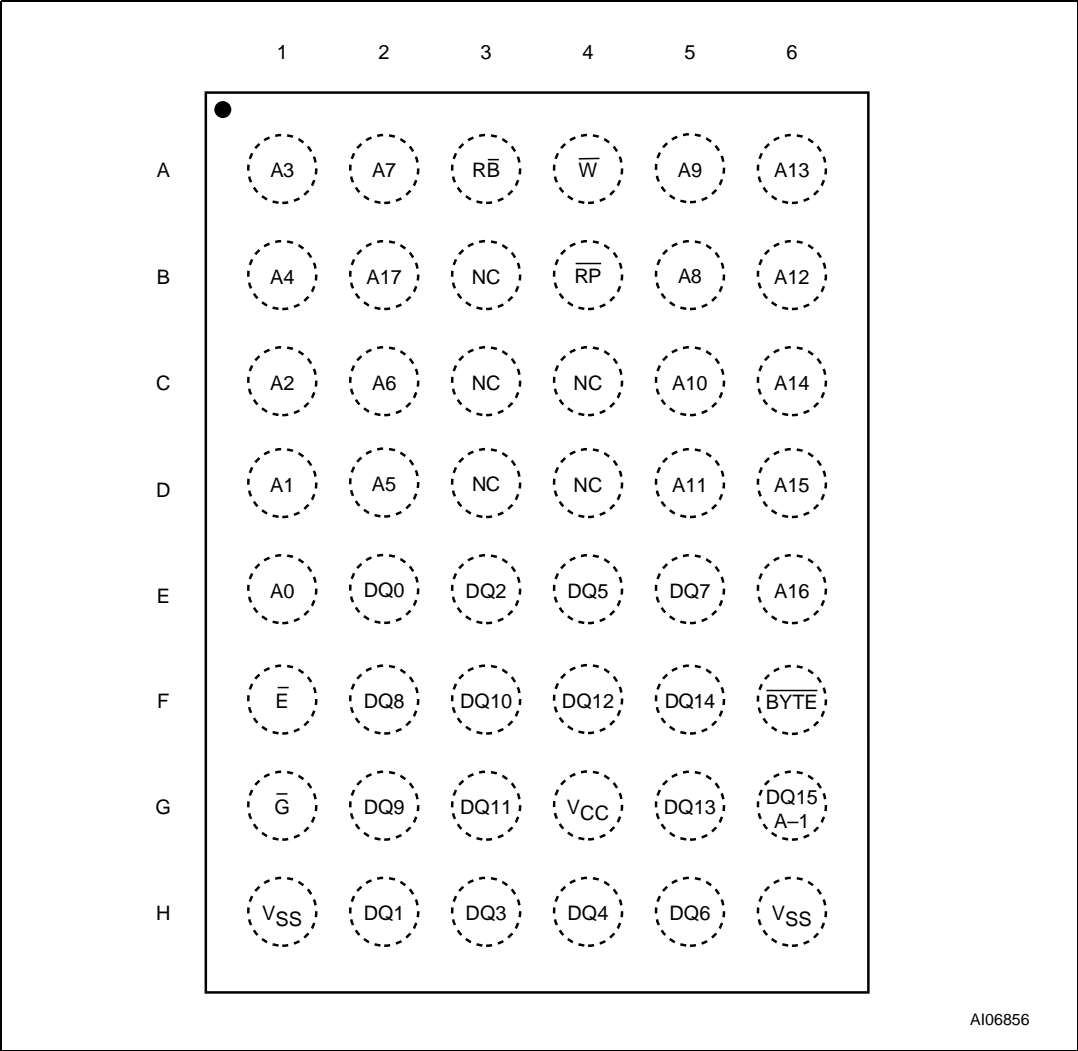 1 2 3 4 5 6
A A3 A7 RB̅ W̅ A9 A13
B A4 A17 NC R̅P̅ A8 A12
C A2 A6 NC NC A10 A14
D A1 A5 NC NC A11 A15
E A0 DQ0 DQ2 DQ5 DQ7 A16
F E̅ DQ8 DQ10 DQ12 DQ14 B̅Y̅T̅E̅
G G̅ DQ9 DQ11 VCC DQ13 DQ15
A–1
H VSS DQ1 DQ3 DQ4 DQ6 VSS
AI06856